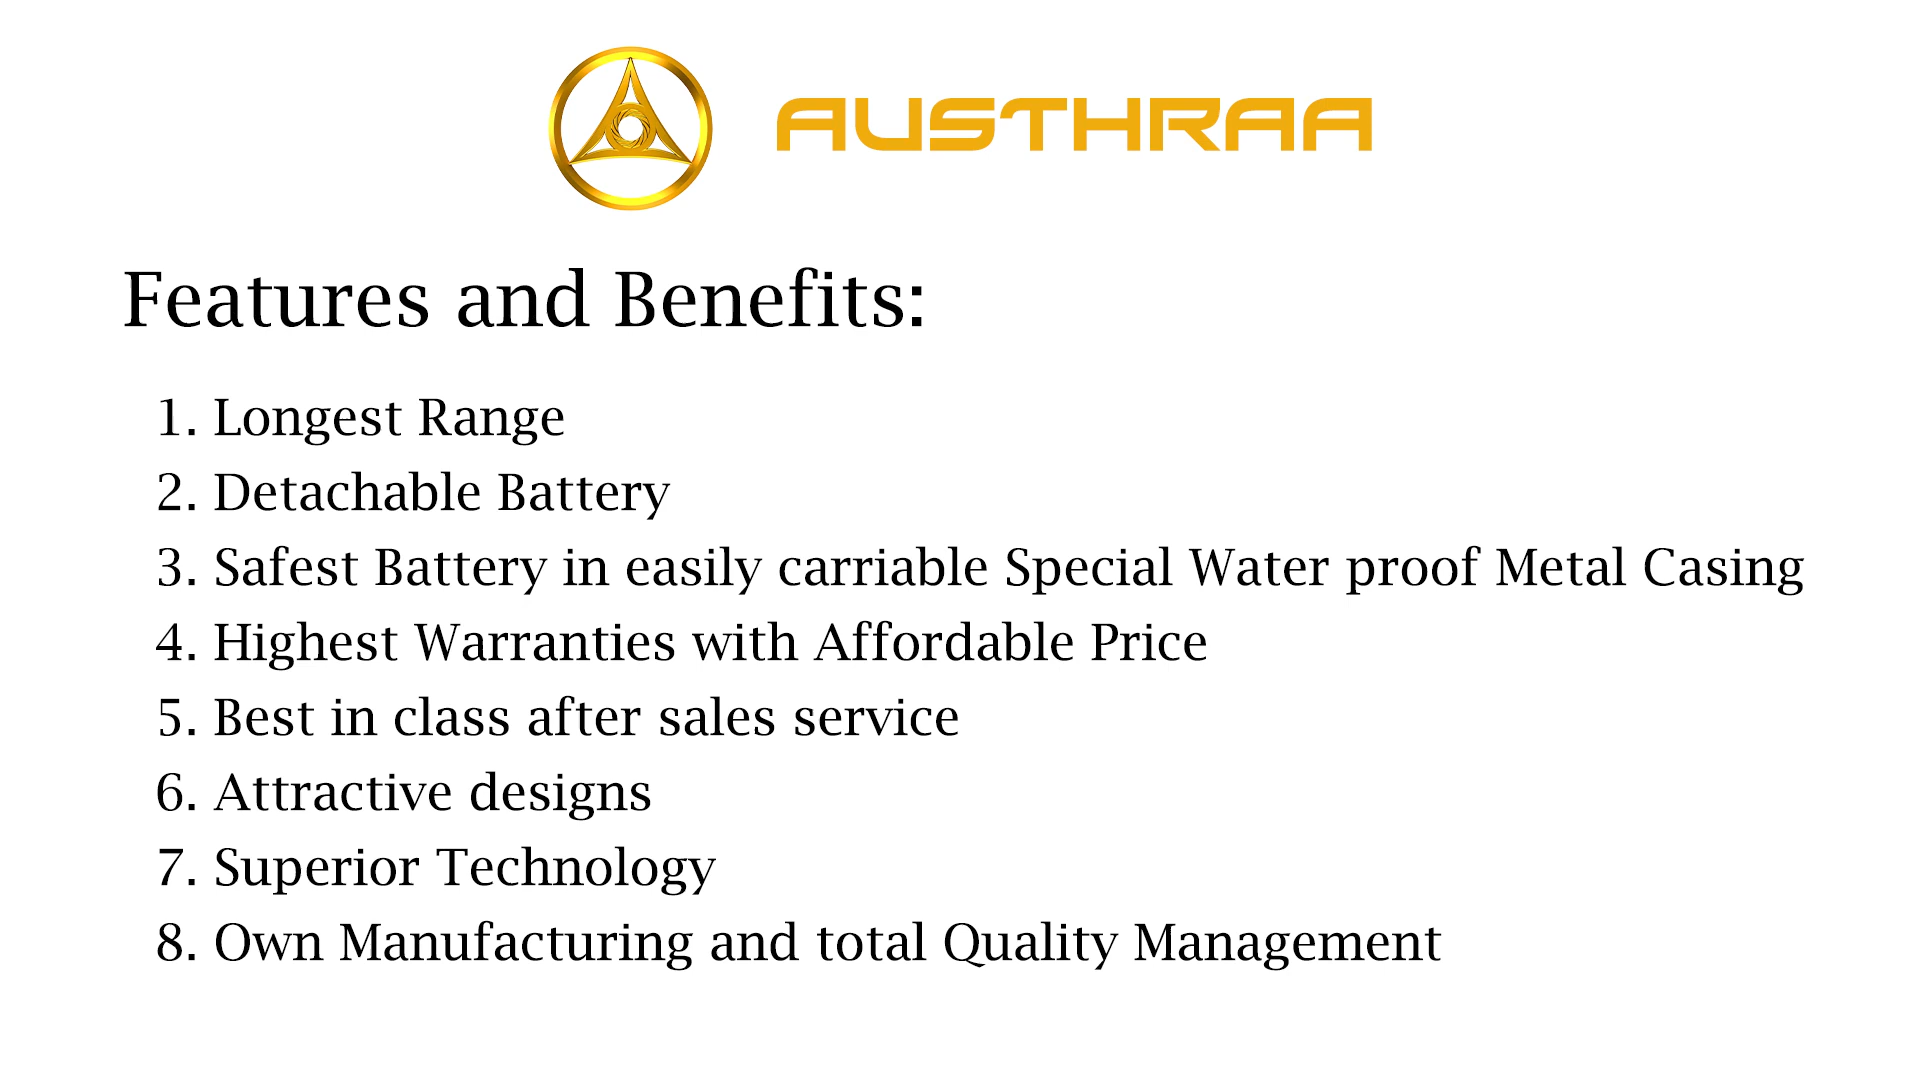 AUSTHRAA
Features and Benefits:
1. Longest Range
2. Detachable Battery
3. Safest Battery in easily carriable Special Water proof Metal Casing
4. Highest Warranties with Affordable Price
5. Best in class after sales service
6. Attractive designs
7. Superior Technology
8. Own Manufacturing and total Quality Management